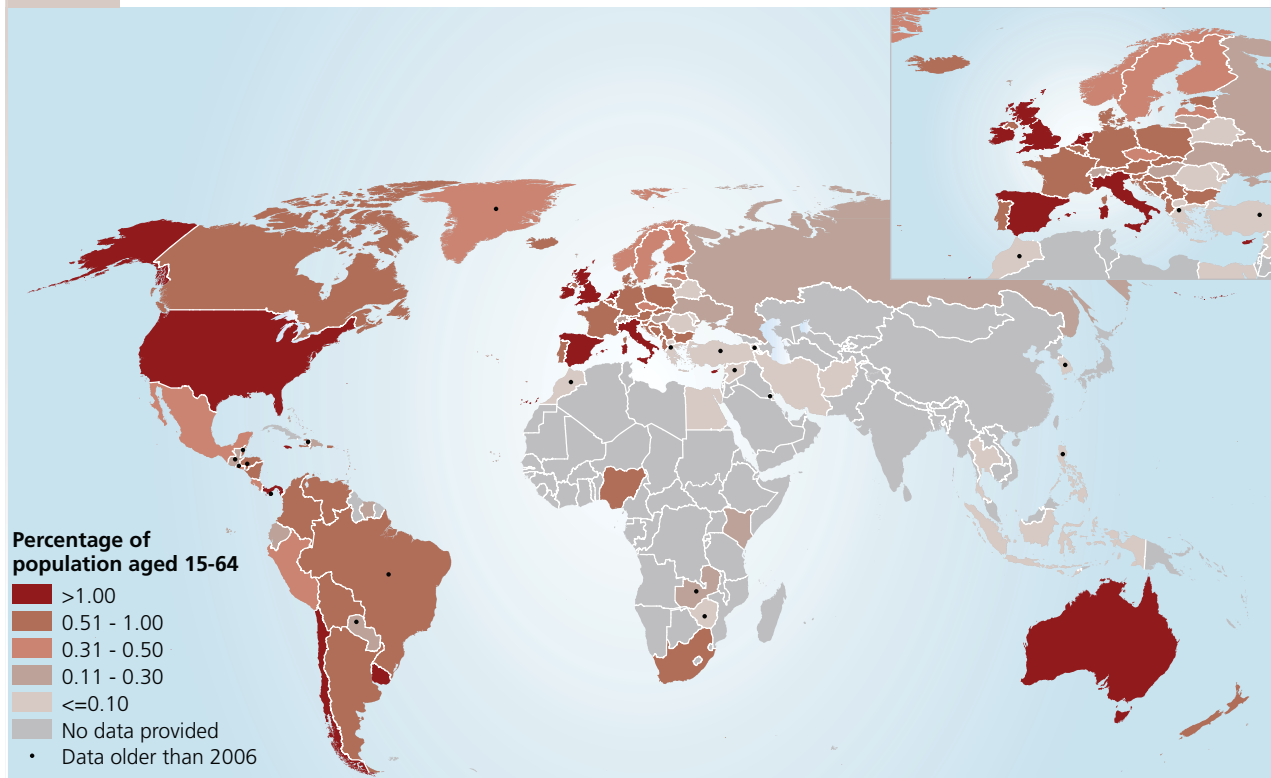 Percentage of
population aged 15-64
>1.00
0.51 - 1.00
0.31 - 0.50
0.11 - 0.30
<=0.10
No data provided
Data older than 2006